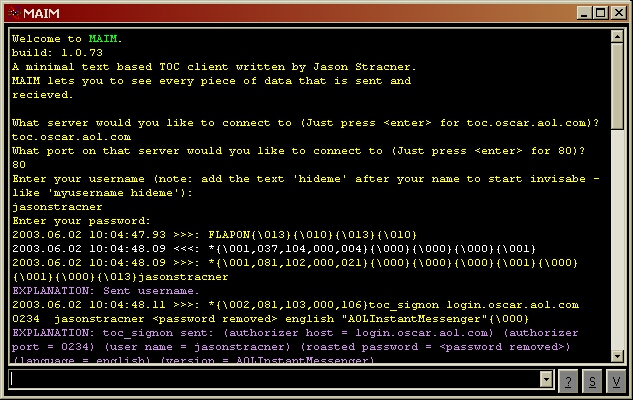 MAIM
Welcome to MAIM.
build: 1.0.73
A minimal text based TOC client written by Jason Stracner.
MAIM lets you to see every piece of data that is sent and
recieved.
What server would you like to connect to (Just press <enter> for toc.oscar.aol.com)?
toc.oscar.aol.com
What port on that server would you like to connect to (Just press <enter> for 80)?
80
Enter your username (note: add the text 'hideme' after your name to start invisabe -
like 'myusername hideme'):
jasonstracner
Enter your password:
2003.06.02 10:04:47.93 >>>: FLAPON{\013}{\010}{\013}{\010}
2003.06.02 10:04:48.09 <<<: *{\001,037,104,000,004}{\000}{\000}{\000}{\001}
2003.06.02 10:04:48.09 >>>: *{\001,081,102,000,021}{\000}{\000}{\000}{\001}{\000}
{\001}{\000}{\013}jasonstracner
EXPLANATION: Sent username.
2003.06.02 10:04:48.11 >>>: *{\002,081,103,000,106}toc_signon login.oscar.aol.com
0234  jasonstracner <password removed> english "AOLInstantMessenger"{\000}
EXPLANATION: toc_signon sent: (authorizer host = login.oscar.aol.com) (authorizer
port = 0234) (user name = jasonstracner) (roasted password = <password removed>)
(language = english) (version = AOLInstantMessenger)
? S V